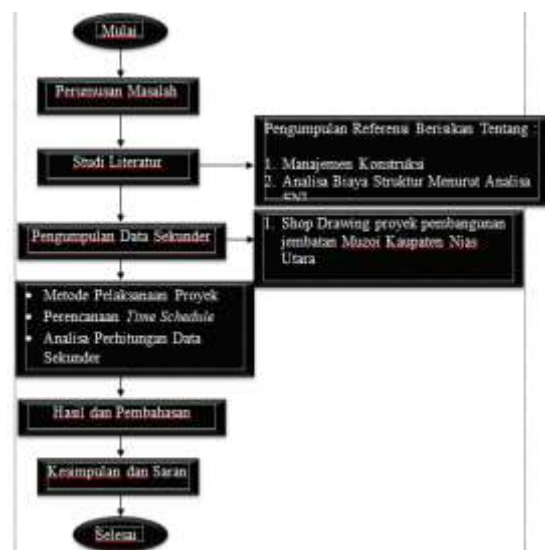 Mulai
Perumusan Masalah
Studi Literatur
Pengumpulan Referensi Berisikan Tentang :
1. Manajemen Konstruksi
2. Analisa Biaya Struktur Menurut Analisa
SNI
Pengumpulan Data Sekunder
1. Shop Drawing proyek pembangunan
jembatan Muzoi Kaupaten Nias
Utara
• Metode Pelaksanaan Proyek
• Perencanaan Time Schedule
• Analisa Perhitungan Data
Sekunder
Hasil dan Pembahasan
Kesimpulan dan Saran
Selesai